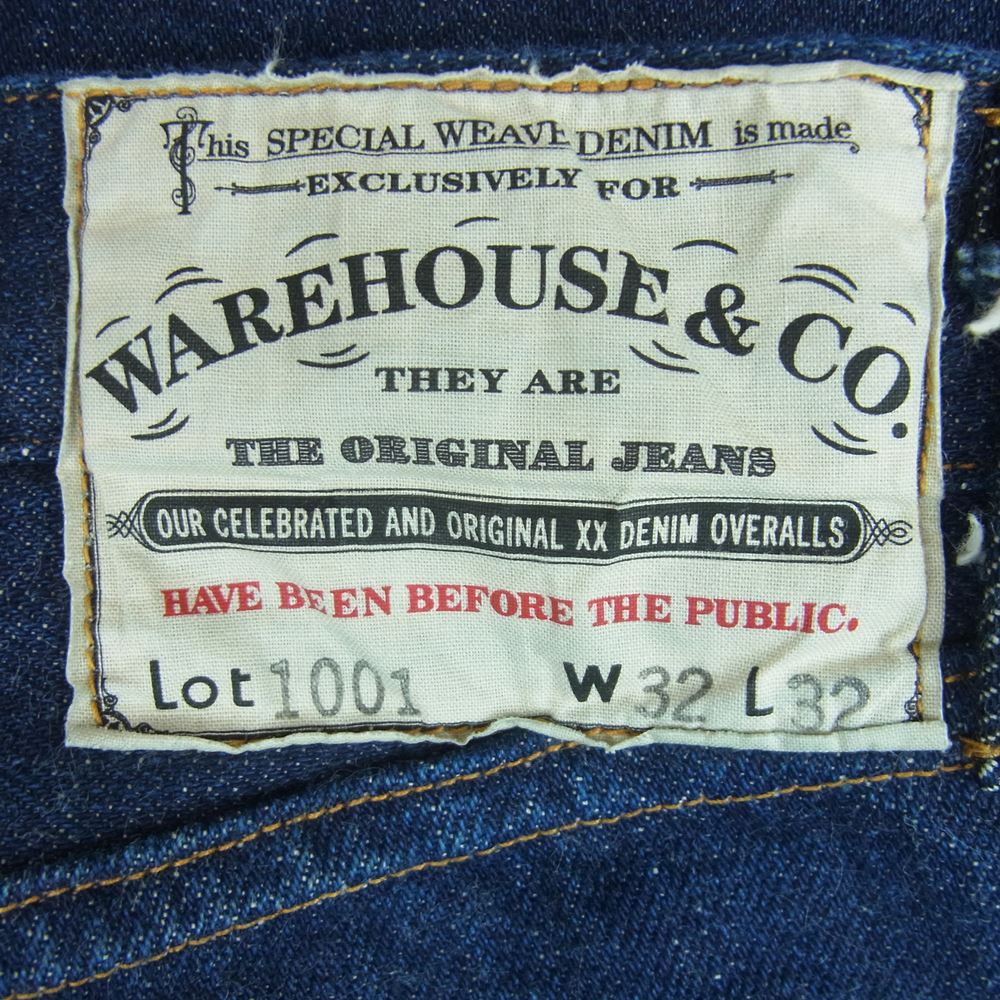 This SPECIAL WEAVE DENIM is made
EXCLUSIVELY FOR
WAREHOUSE & CO.
THEY ARE
THE ORIGINAL JEANS
OUR CELEBRATED AND ORIGINAL XX DENIM OVERALLS
HAVE BEEN BEFORE THE PUBLIC.
Lot 1001 W 32 L 32